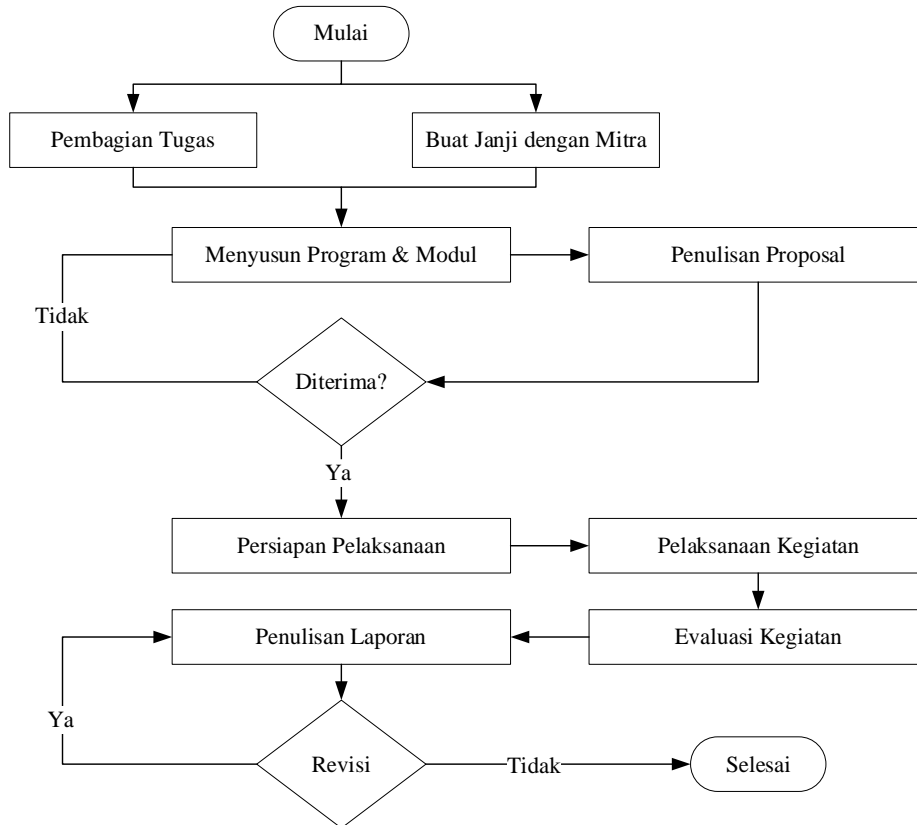 Mulai
Pembagian Tugas
Buat Janji dengan Mitra
Menyusun Program & Modul
Penulisan Proposal
Tidak
Diterima?
Ya
Persiapan Pelaksanaan
Pelaksanaan Kegiatan
Penulisan Laporan
Evaluasi Kegiatan
Ya
Revisi
Tidak
Selesai